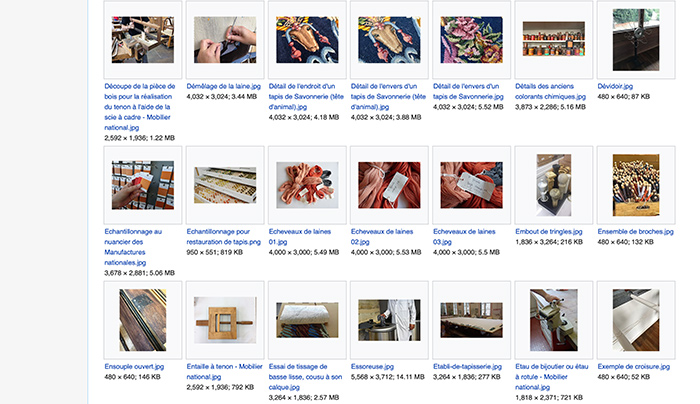 Découpe de la pièce de
bois pour la réalisation
du tenon à l'aide de la
scie à cadre - Mobilier
national.jpg
2,592 × 1,936; 1.22 MB
Démêlage de la laine.jpg
4,032 × 3,024; 3.44 MB
Détail de l'endroit d'un
tapis de Savonnerie (tête
d'animal).jpg
4,032 × 3,024; 4.18 MB
Détail de l'envers d'un
tapis de Savonnerie (tête
d'animal).jpg
4,032 × 3,024; 3.88 MB
Détail de l'envers d'un
tapis de Savonnerie.jpg
4,032 × 3,024; 5.52 MB
Détails des anciens
colorants chimiques.jpg
3,873 × 2,286; 5.16 MB
Dévidoir.jpg
480 × 640; 87 KB
Echantillonnage au
nuancier des
Manufactures
nationales.jpg
3,678 × 2,881; 5.06 MB
Echantillonnage pour
restauration de tapis.png
950 × 551; 819 KB
Echeveaux de laines
01.jpg
4,000 × 3,000; 5.49 MB
Echeveaux de laines
02.jpg
4,000 × 3,000; 5.53 MB
Echeveaux de laines
03.jpg
4,000 × 3,000; 5.5 MB
Embout de tringles.jpg
1,836 × 3,264; 216 KB
Ensemble de broches.jpg
480 × 640; 132 KB
Ensouple ouvert.jpg
480 × 640; 146 KB
Entaille à tenon - Mobilier
national.jpg
2,592 × 1,936; 792 KB
Essai de tissage de
basse lisse, cousu à son
calque.jpg
3,264 × 1,836; 2.57 MB
Essoreuse.jpg
5,568 × 3,712; 14.11 MB
Etabli-de-tapisserie.jpg
3,264 × 1,836; 277 KB
Etau de bijoutier ou étau
à rotule - Mobilier
national.jpg
1,818 × 2,371; 721 KB
Exemple de croisure.jpg
480 × 640; 52 KB